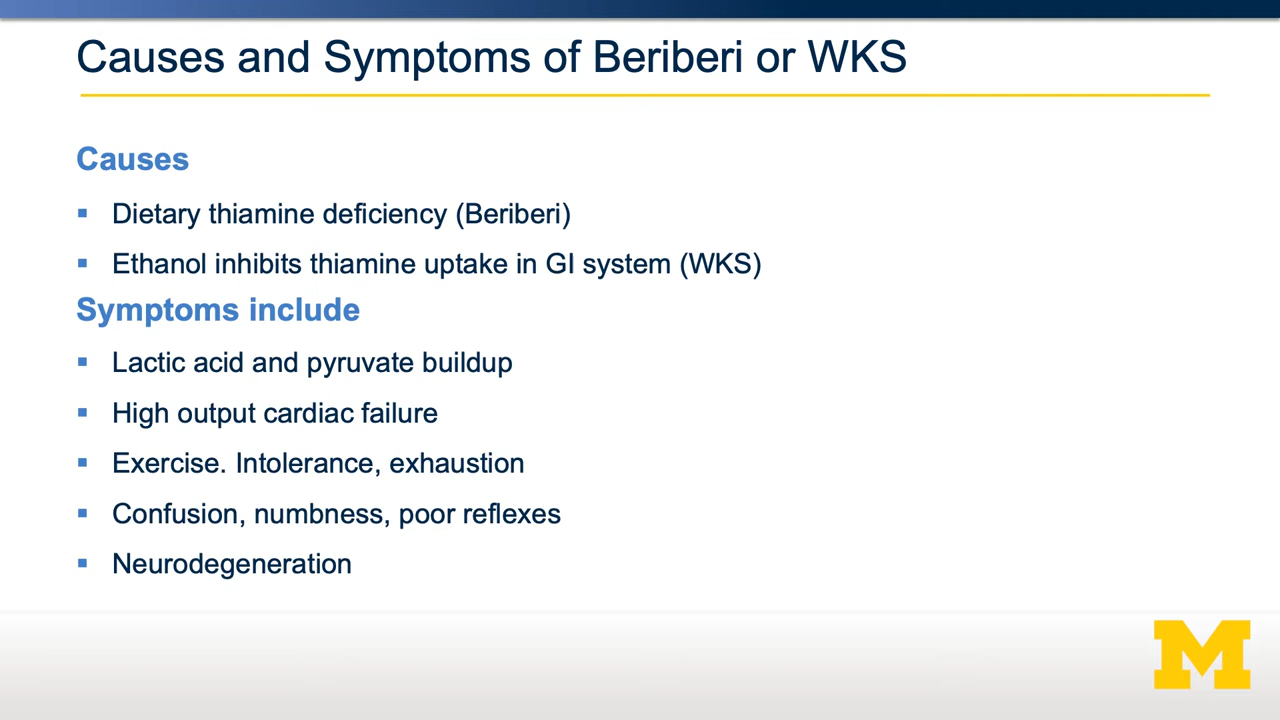 Causes and Symptoms of Beriberi or WKS
Causes
▪ Dietary thiamine deficiency (Beriberi)
▪ Ethanol inhibits thiamine uptake in GI system (WKS)
Symptoms include
▪ Lactic acid and pyruvate buildup
▪ High output cardiac failure
▪ Exercise. Intolerance, exhaustion
▪ Confusion, numbness, poor reflexes
▪ Neurodegeneration
M